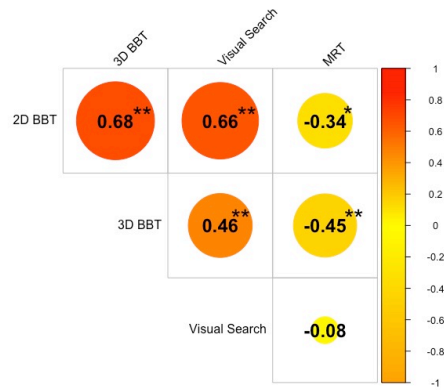 3D BBT
Visual Search
MRT
2D BBT
0.68**
0.66**
-0.34*
3D BBT
0.46**
-0.45**
Visual Search
-0.08
1
0.8
0.6
0.4
0.2
0
-0.2
-0.4
-0.6
-0.8
-1